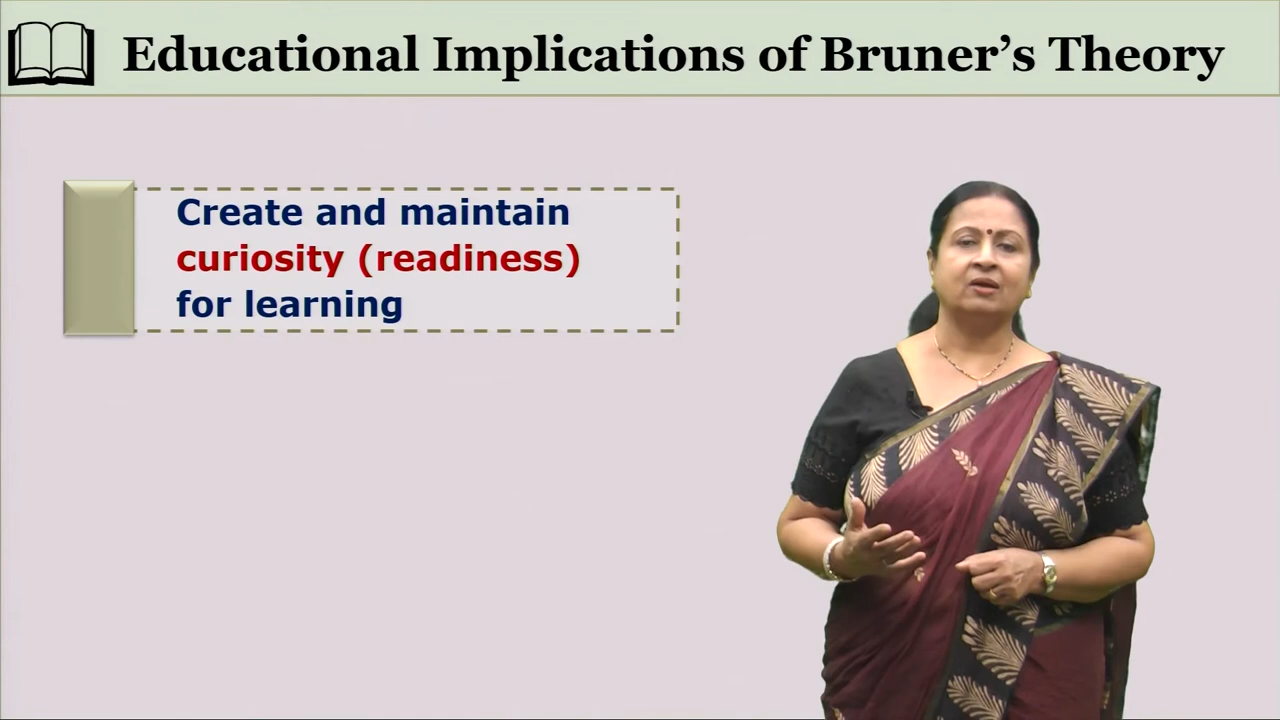 Educational Implications of Bruner’s Theory
Create and maintain
curiosity (readiness)
for learning